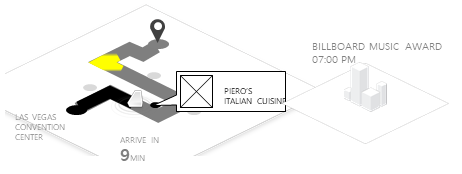 BILLBOARD MUSIC AWARD
07:00 PM
PIERO'S
ITALIAN CUISINE
LAS VEGAS
CONVENTION
CENTER
ARRIVE IN
9MIN